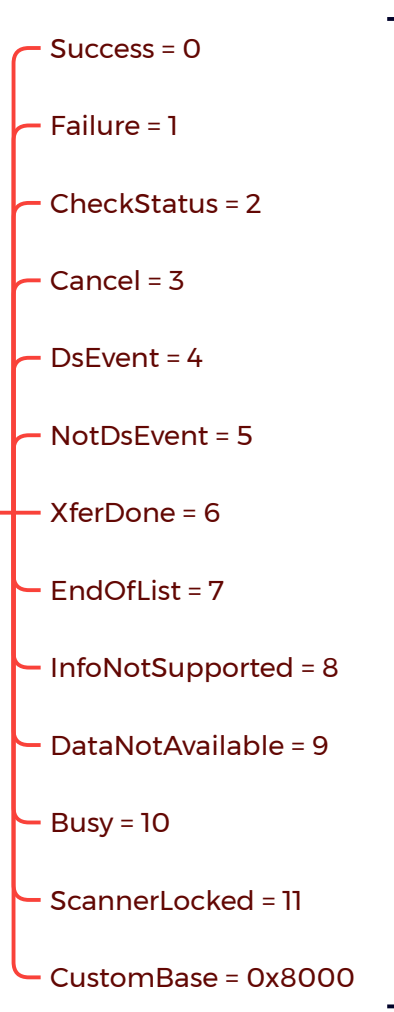 Success = 0
Failure = 1
CheckStatus = 2
Cancel = 3
DsEvent = 4
NotDsEvent = 5
XferDone = 6
EndOfList = 7
InfoNotSupported = 8
DataNotAvailable = 9
Busy = 10
ScannerLocked = 11
CustomBase = 0x8000